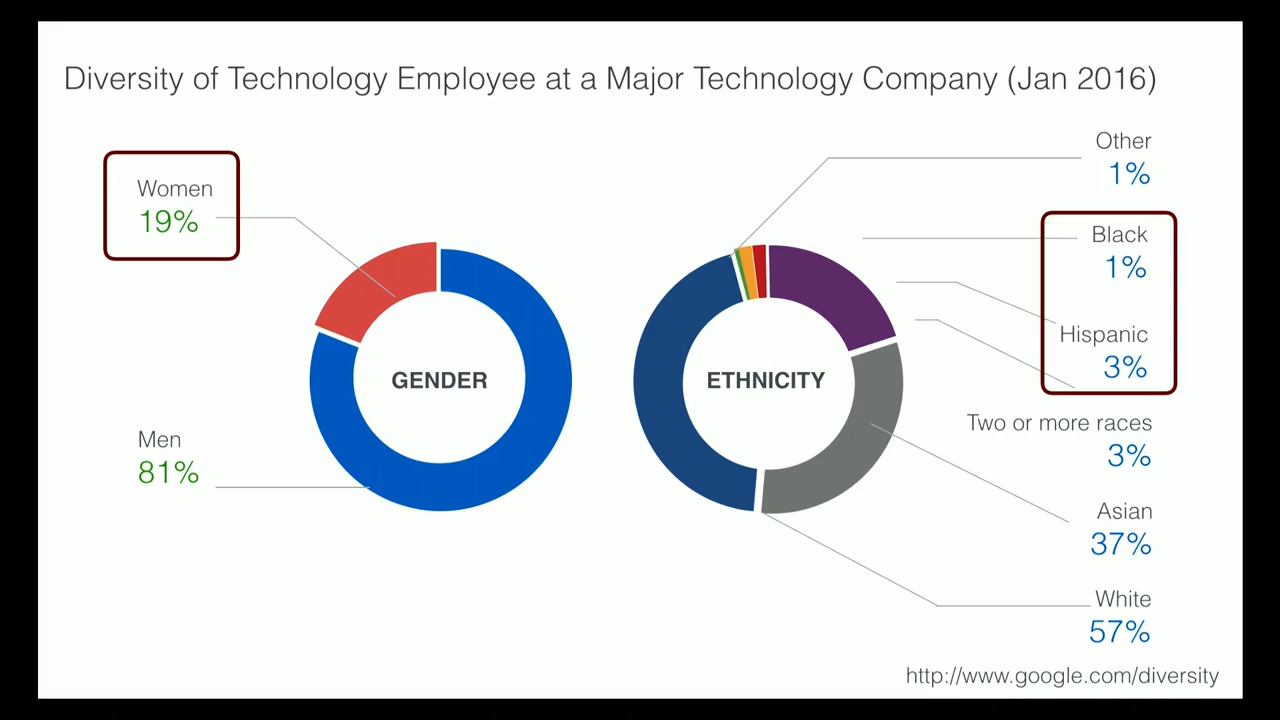 Diversity of Technology Employee at a Major Technology Company (Jan 2016)
Women
19%
Men
81%
GENDER
ETHNICITY
Other
1%
Black
1%
Hispanic
3%
Two or more races
3%
Asian
37%
White
57%
http://www.google.com/diversity